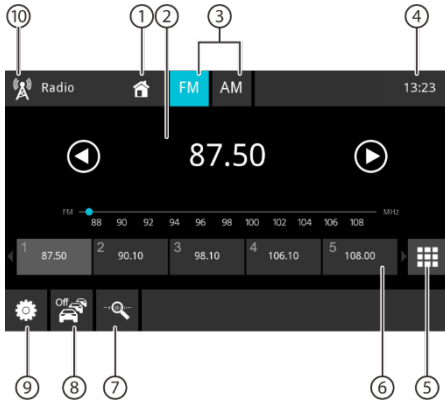 ⑩ ① ② ③ ④
Radio FM AM 13:23
87.50
FM 88 90 92 94 96 98 100 102 104 106 108 MHz
1 87.50 2 90.10 3 98.10 4 106.10 5 108.00
Off
⑨ ⑧ ⑦ ⑥ ⑤